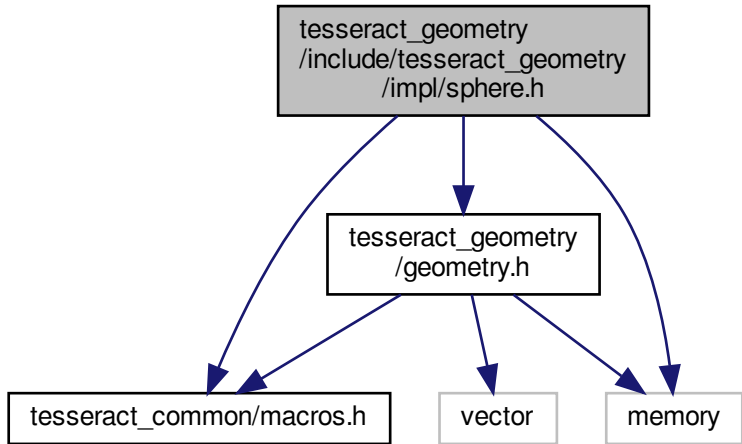 tesseract_geometry
/include/tesseract_geometry
/impl/sphere.h
tesseract_geometry
/geometry.h
tesseract_common/macros.h
vector
memory